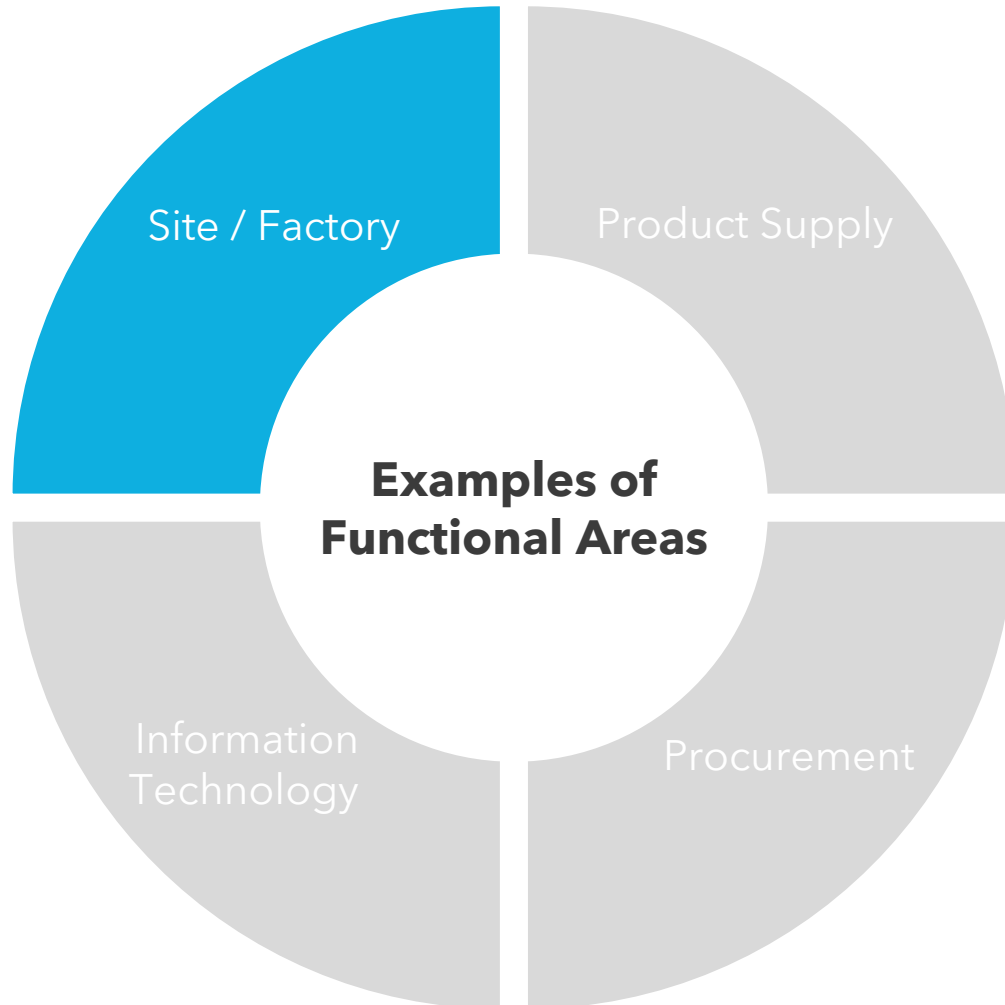 Site / Factory
Product Supply
Examples of
Functional Areas
Information
Technology
Procurement